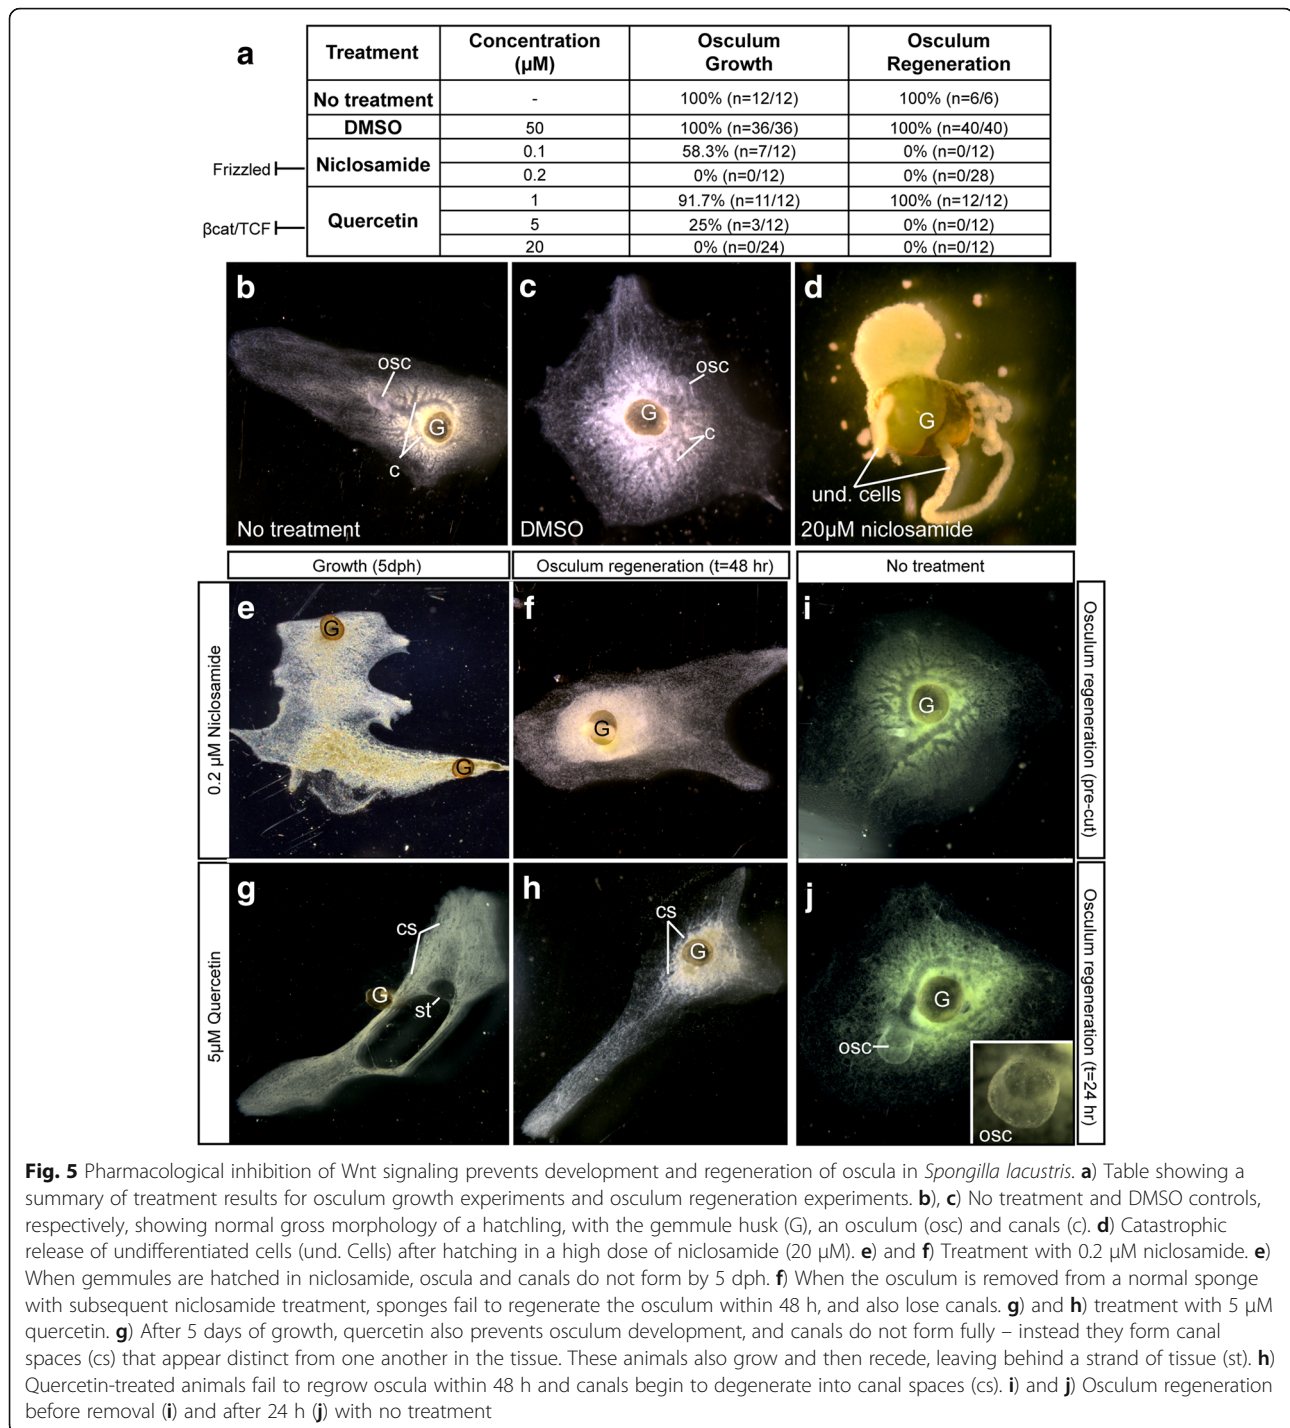 a
Treatment Concentration (µM) Osculum Growth Osculum Regeneration
No treatment - 100% (n=12/12) 100% (n=6/6)
DMSO 50 100% (n=36/36) 100% (n=40/40)
Frizzled Niclosamide 0.1 58.3% (n=7/12) 0% (n=0/12)
0.2 0% (n=0/12) 0% (n=0/28)
βcat/TCF Quercetin 1 91.7% (n=11/12) 100% (n=12/12)
5 25% (n=3/12) 0% (n=0/12)
20 0% (n=0/24) 0% (n=0/12)
b
osc
G
c
No treatment
c
osc
G
c
DMSO
d
G
und. cells
20µM niclosamide
Growth (5dph)
Osculum regeneration (t=48 hr)
No treatment
0.2 µM Niclosamide
e
G
G
f
G
i
G
Osculum regeneration (pre-cut)
5µM Quercetin
g
cs
G
st
h
cs
G
j
G
osc
osc
Osculum regeneration (t=24 hr)
Fig. 5 Pharmacological inhibition of Wnt signaling prevents development and regeneration of oscula in Spongilla lacustris. a) Table showing a
summary of treatment results for osculum growth experiments and osculum regeneration experiments. b), c) No treatment and DMSO controls,
respectively, showing normal gross morphology of a hatchling, with the gemmule husk (G), an osculum (osc) and canals (c). d) Catastrophic
release of undifferentiated cells (und. Cells) after hatching in a high dose of niclosamide (20 µM). e) and f) Treatment with 0.2 µM niclosamide. e)
When gemmules are hatched in niclosamide, oscula and canals do not form by 5 dph. f) When the osculum is removed from a normal sponge
with subsequent niclosamide treatment, sponges fail to regenerate the osculum within 48 h, and also lose canals. g) and h) treatment with 5 µM
quercetin. g) After 5 days of growth, quercetin also prevents osculum development, and canals do not form fully – instead they form canal
spaces (cs) that appear distinct from one another in the tissue. These animals also grow and then recede, leaving behind a strand of tissue (st). h)
Quercetin-treated animals fail to regrow oscula within 48 h and canals begin to degenerate into canal spaces (cs). i) and j) Osculum regeneration
before removal (i) and after 24 h (j) with no treatment